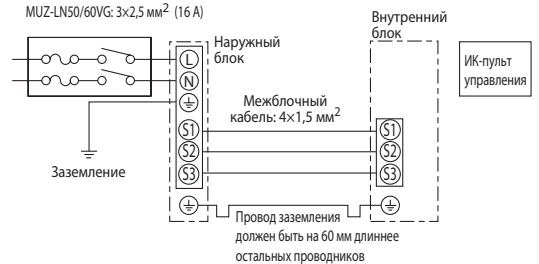 MUZ-LN50/60VG: 3×2,5 мм² (16 А)
Наружный
блок
Внутренний
блок
ИК-пульт
управления
L
N
Межблочный
кабель: 4×1,5 мм²
S1
S2
S3
S1
S2
S3
Заземление
Провод заземления
должен быть на 60 мм длиннее
остальных проводников